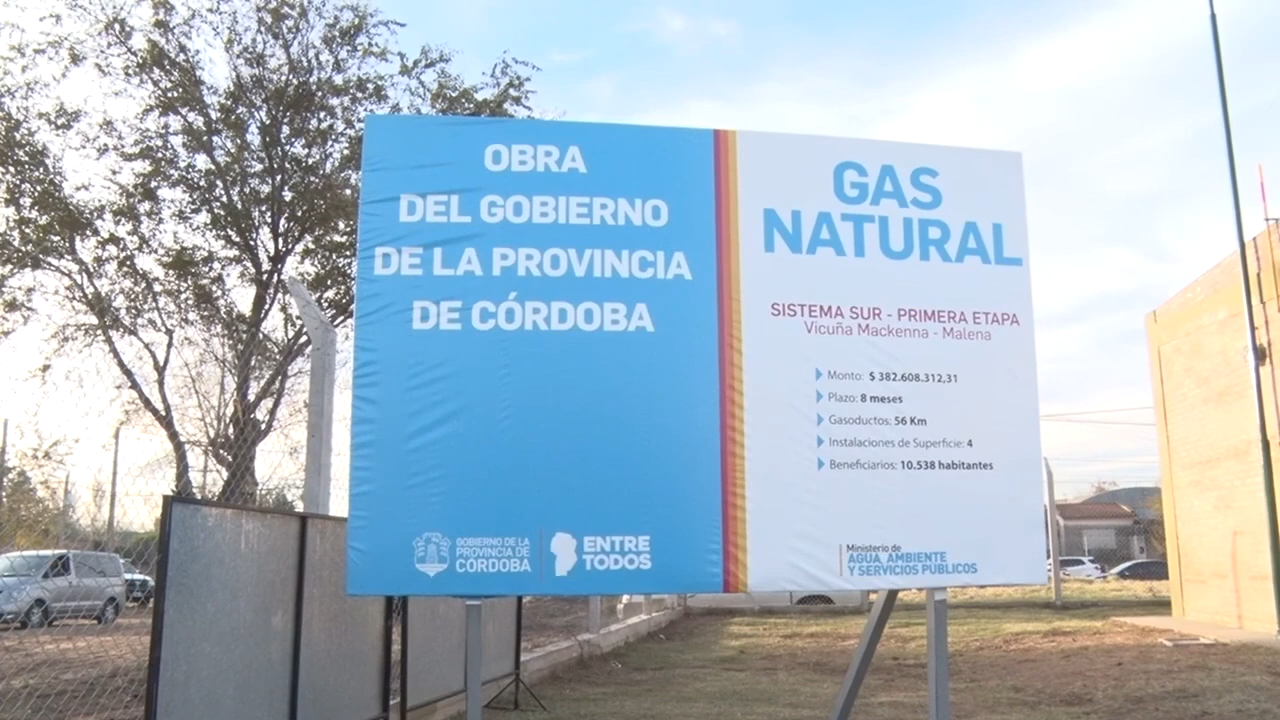 OBRA
DEL GOBIERNO
DE LA PROVINCIA
DE CÓRDOBA
GOBIERNO DE LA
PROVINCIA DE
CÓRDOBA
ENTRE
TODOS
GAS
NATURAL
SISTEMA SUR - PRIMERA ETAPA
Vicuña Mackenna - Malena
Monto: $ 382.608.312,31
Plazo: 8 meses
Gasoductos: 56 Km
Instalaciones de Superficie: 4
Beneficiarios: 10.538 habitantes
Ministerio de
AGUA, AMBIENTE
Y SERVICIOS PÚBLICOS